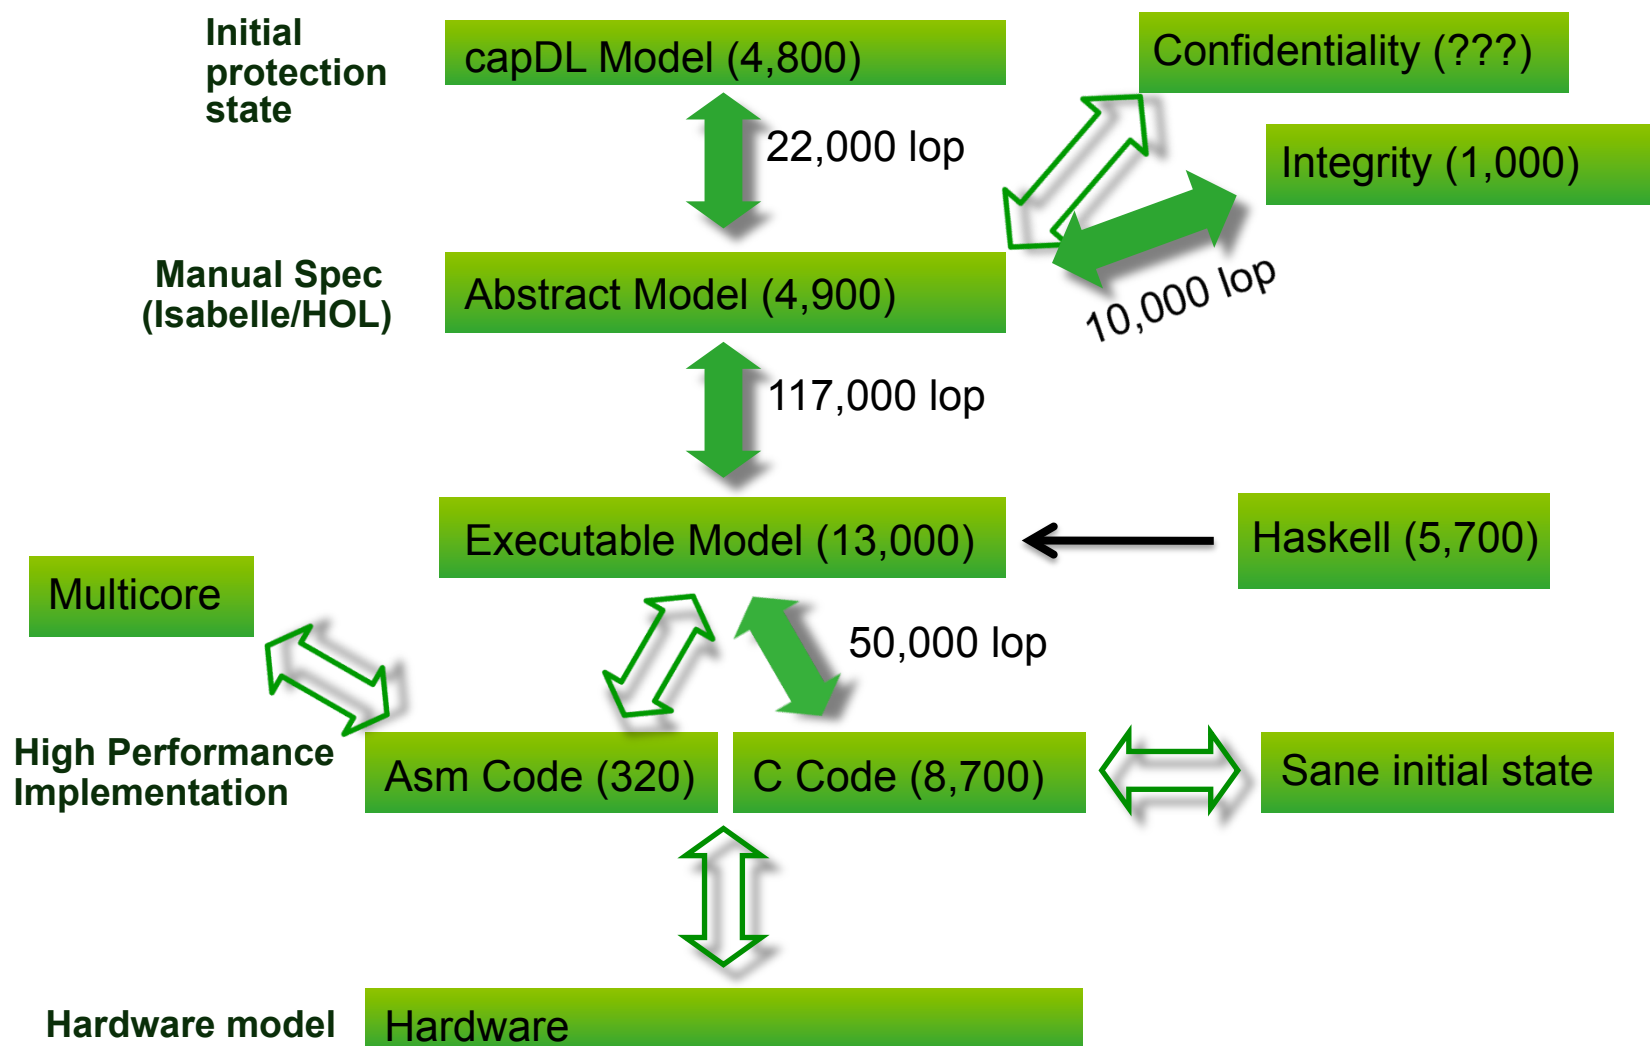 Initial
protection
state
capDL Model (4,800)
Confidentiality (???)
22,000 lop
Integrity (1,000)
Manual Spec
(Isabelle/HOL)
Abstract Model (4,900)
10,000 lop
117,000 lop
Executable Model (13,000)
Haskell (5,700)
Multicore
50,000 lop
High Performance
Implementation
Asm Code (320)
C Code (8,700)
Sane initial state
Hardware model
Hardware